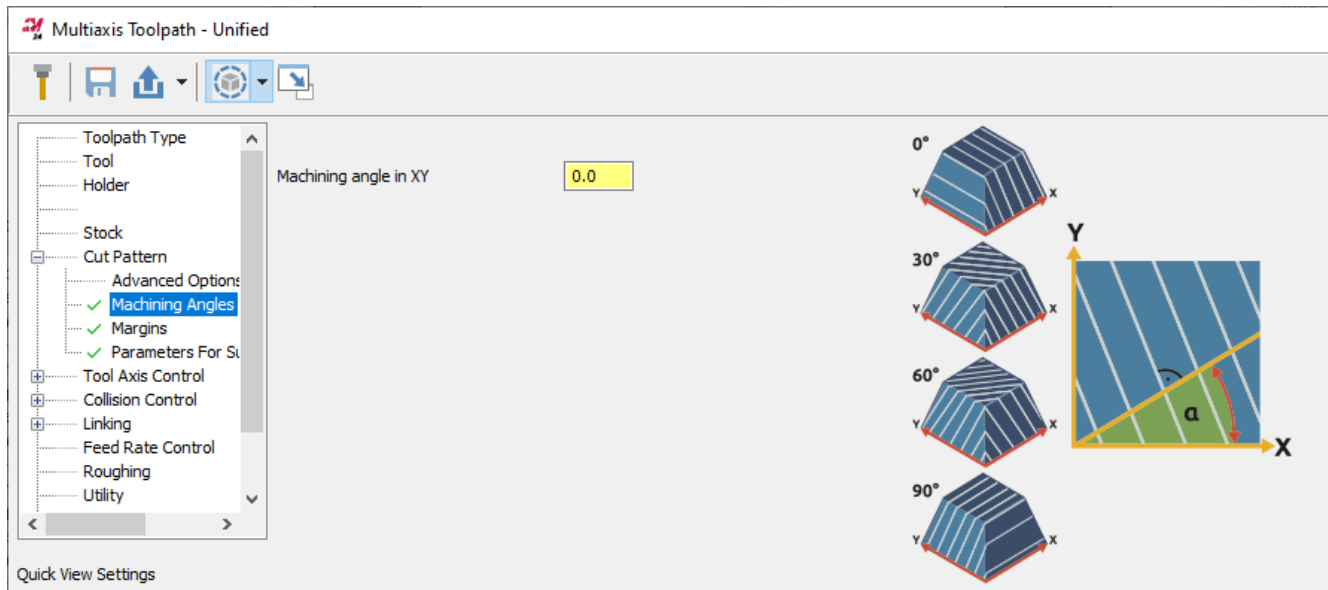 24
Multiaxis Toolpath - Unified
Toolpath Type
Tool
Holder
Stock
Cut Pattern
Advanced Options
Machining Angles
Margins
Parameters For Su
Tool Axis Control
Collision Control
Linking
Feed Rate Control
Roughing
Utility
Machining angle in XY
0.0
0°
Y
X
30°
Y
X
60°
Y
X
90°
Y
X
Y
a
X
Quick View Settings